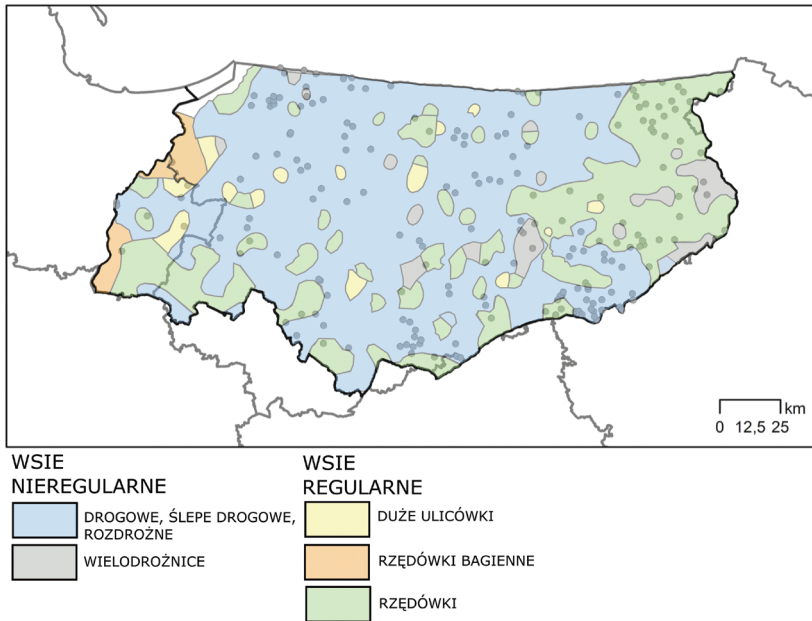 km
0 12,5 25
WSIE
NIEREGULARNE
DROGOWE, ŚLEPE DROGOWE,
ROZDROŻNE
WIELODROŻNICE
WSIE
REGULARNE
DUŻE ULICÓWKI
RZĘDÓWKI BAGIENNE
RZĘDÓWKI